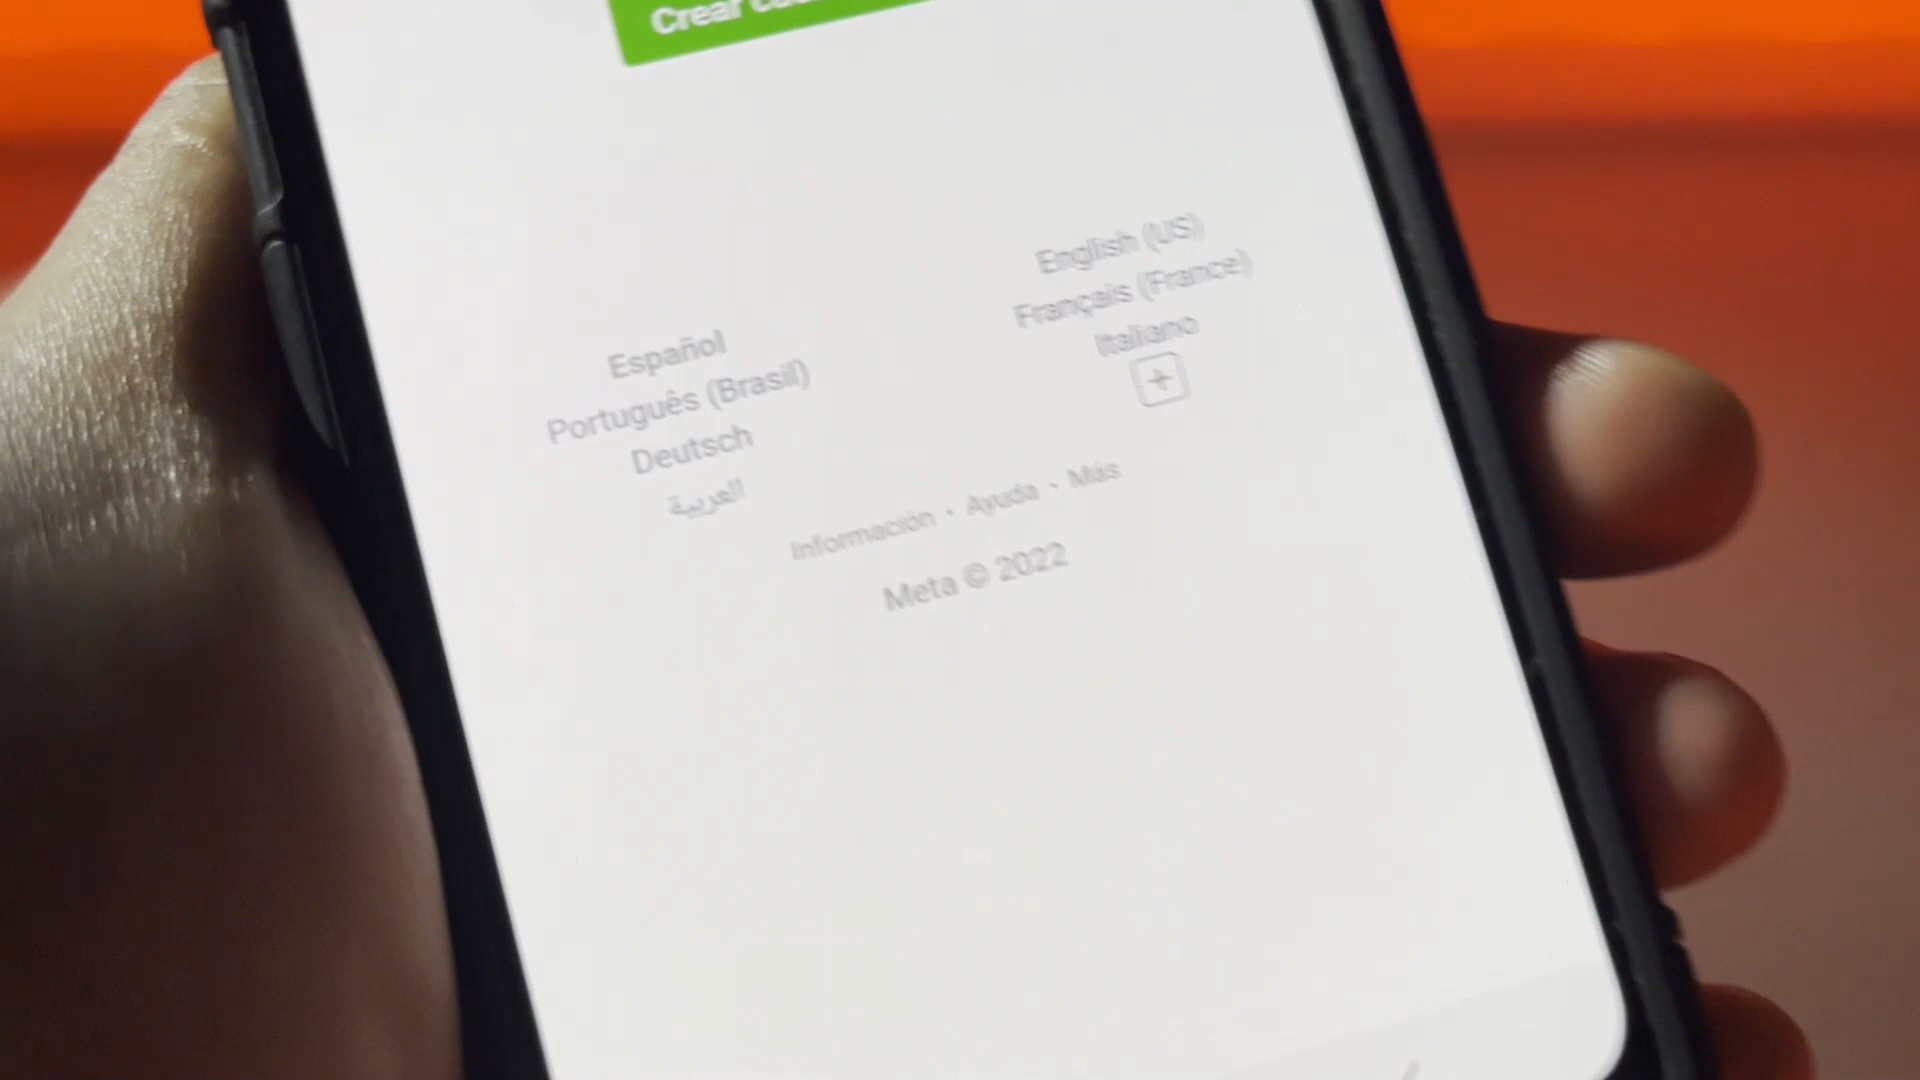 Crear
Español
Português (Brasil)
Deutsch
العربية
English (US)
Français (France)
Italiano
Información · Ayuda · Más
Meta © 2022